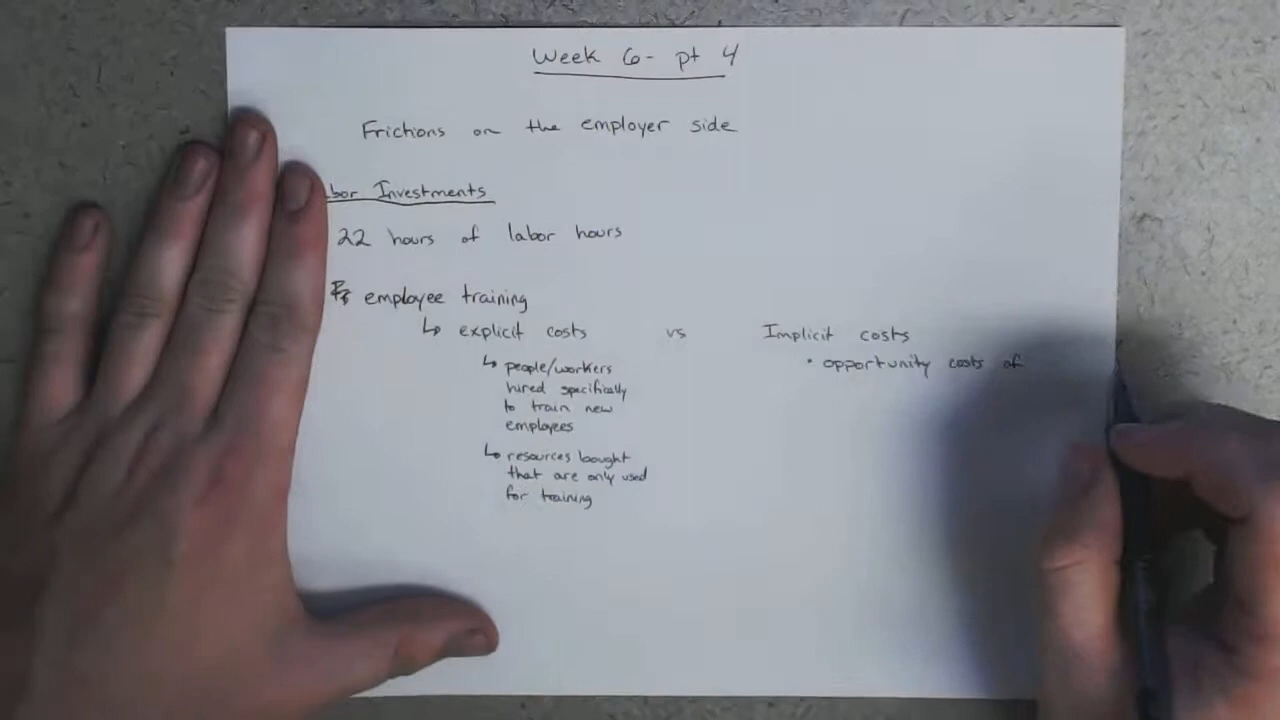 Week 6- pt 4
Frictions on the employer side
bor Investments
22 hours of labor hours
employee training
↳ explicit costs vs Implicit costs
↳ people/workers
hired specifically
to train new
employees
↳ resources bought
that are only used
for training
• opportunity costs of